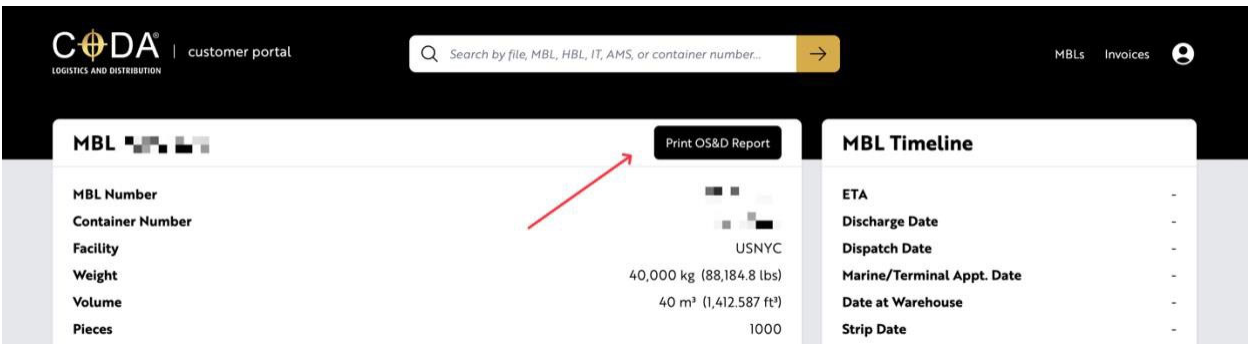 CODA® | customer portal
LOGISTICS AND DISTRIBUTION
Search by file, MBL, HBL, IT, AMS, or container number...
MBLs Invoices
MBL
Print OS&D Report
MBL Number
Container Number
Facility USNYC
Weight 40,000 kg (88,184.8 lbs)
Volume 40 m³ (1,412.587 ft³)
Pieces 1000
MBL Timeline
ETA -
Discharge Date -
Dispatch Date -
Marine/Terminal Appt. Date -
Date at Warehouse -
Strip Date -